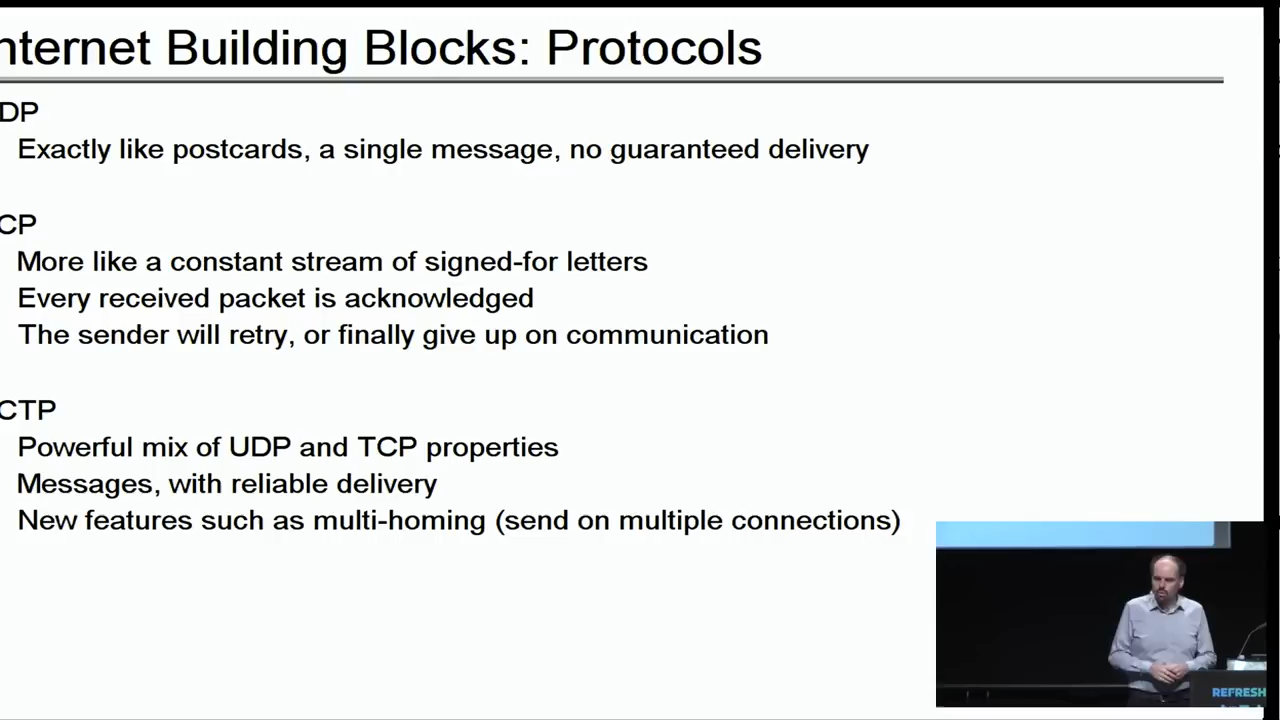 nternet Building Blocks: Protocols
DP
Exactly like postcards, a single message, no guaranteed delivery
CP
More like a constant stream of signed-for letters
Every received packet is acknowledged
The sender will retry, or finally give up on communication
CTP
Powerful mix of UDP and TCP properties
Messages, with reliable delivery
New features such as multi-homing (send on multiple connections)
REFRESH